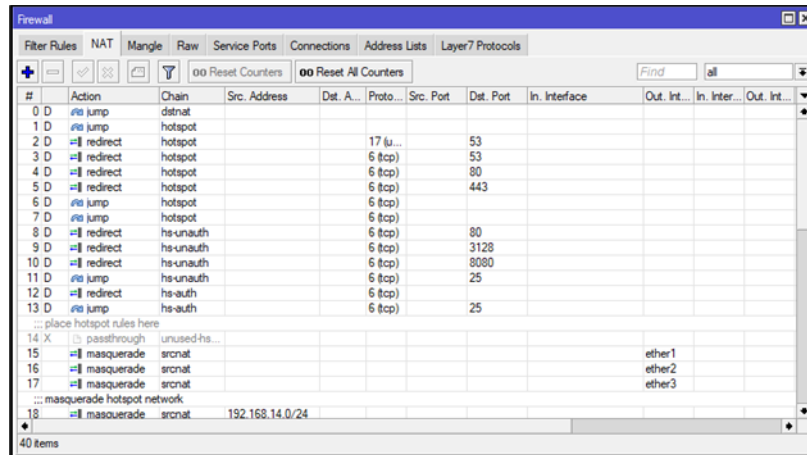 Firewall
Filter Rules NAT Mangle Raw Service Ports Connections Address Lists Layer7 Protocols
00 Reset Counters 00 Reset All Counters Find all
# Action Chain Src. Address Dst. A... Proto... Src. Port Dst. Port In. Interface Out. Int... In. Inter... Out. Int...
0 D jump dstnat
1 D jump hotspot
2 D redirect hotspot 17 (u... 53
3 D redirect hotspot 6 (tcp) 53
4 D redirect hotspot 6 (tcp) 80
5 D redirect hotspot 6 (tcp) 443
6 D jump hotspot 6 (tcp)
7 D jump hotspot 6 (tcp)
8 D redirect hs-unauth 6 (tcp) 80
9 D redirect hs-unauth 6 (tcp) 3128
10 D redirect hs-unauth 6 (tcp) 8080
11 D jump hs-unauth 6 (tcp) 25
12 D redirect hs-auth 6 (tcp)
13 D jump hs-auth 6 (tcp) 25
::: place hotspot rules here
14 X passthrough unused-hs...
15 masquerade srcnat ether1
16 masquerade srcnat ether2
17 masquerade srcnat ether3
::: masquerade hotspot network
18 masquerade srcnat 192.168.14.0/24
40 items